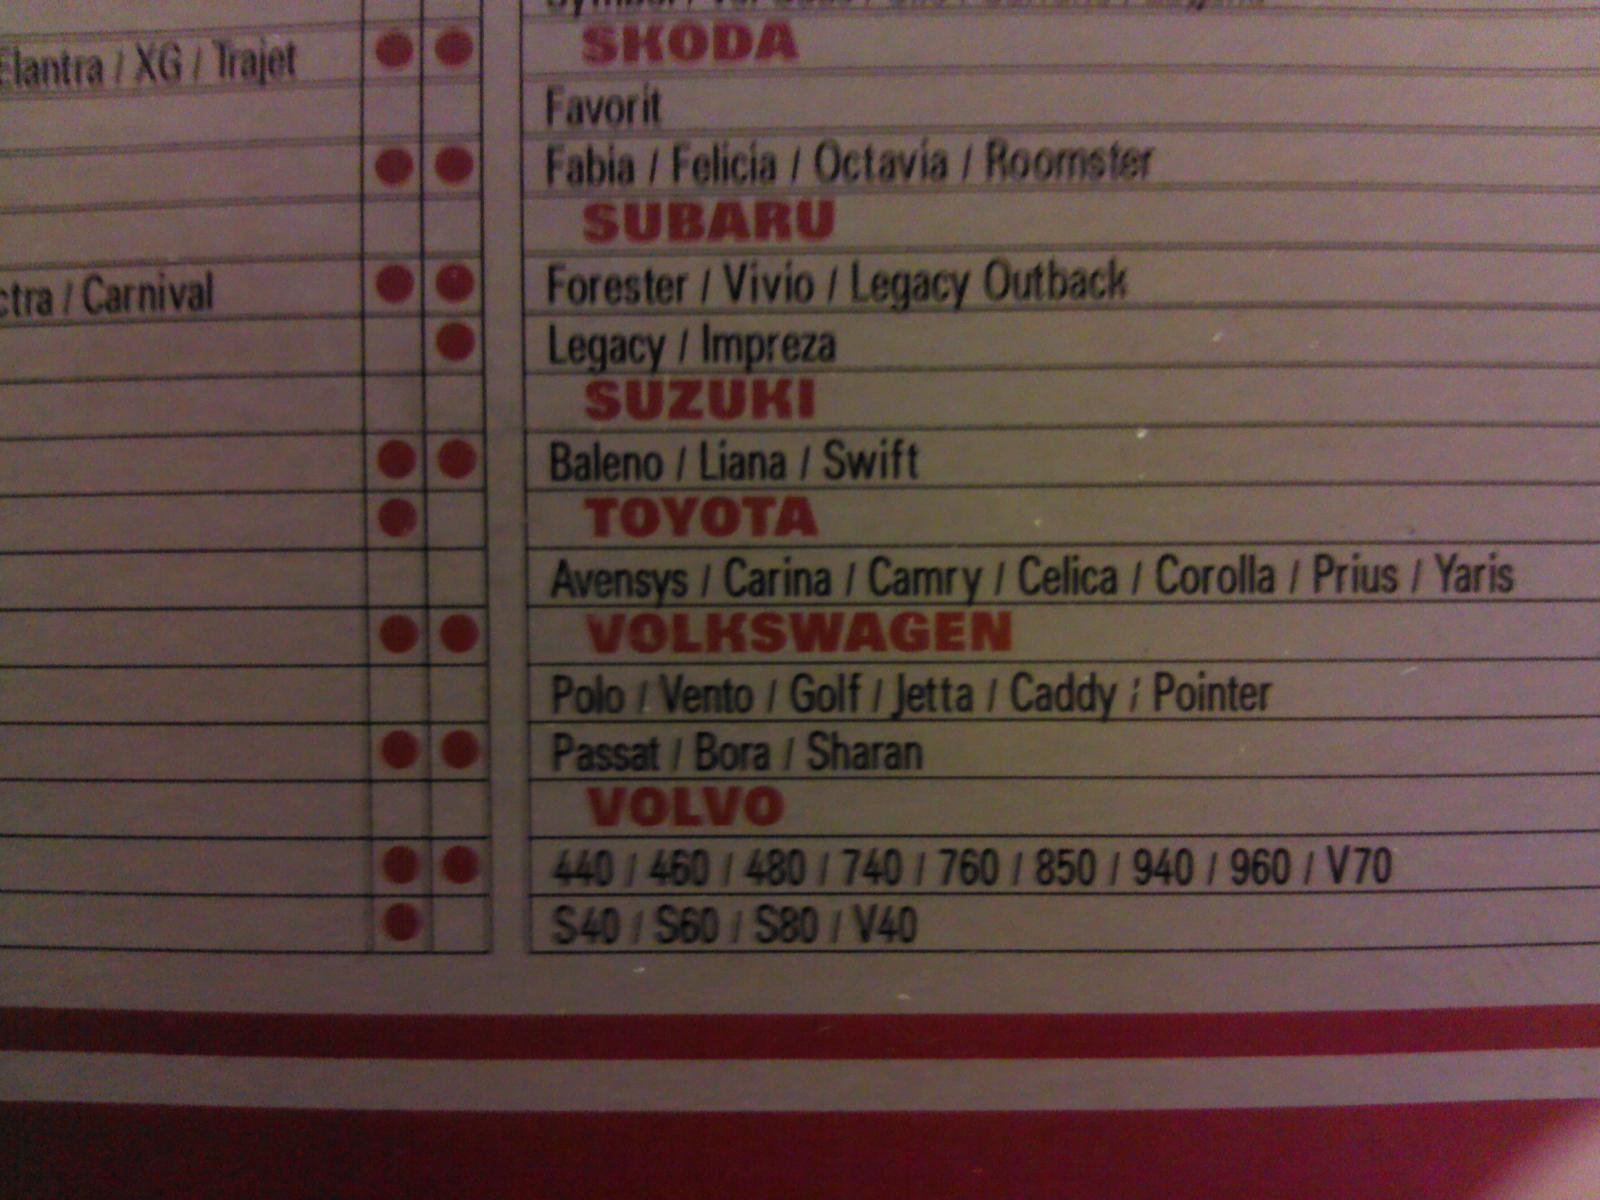 Elantra / XG / Trajet
ctra / Carnival
SKODA
Favorit
Fabia / Felicia / Octavia / Roomster
SUBARU
Forester / Vivio / Legacy Outback
Legacy / Impreza
SUZUKI
Baleno / Liana / Swift
TOYOTA
Avensys / Carina / Camry / Celica / Corolla / Prius / Yaris
VOLKSWAGEN
Polo / Vento / Golf / Jetta / Caddy / Pointer
Passat / Bora / Sharan
VOLVO
440 / 460 / 480 / 740 / 760 / 850 / 940 / 960 / V70
S40 / S60 / S80 / V40